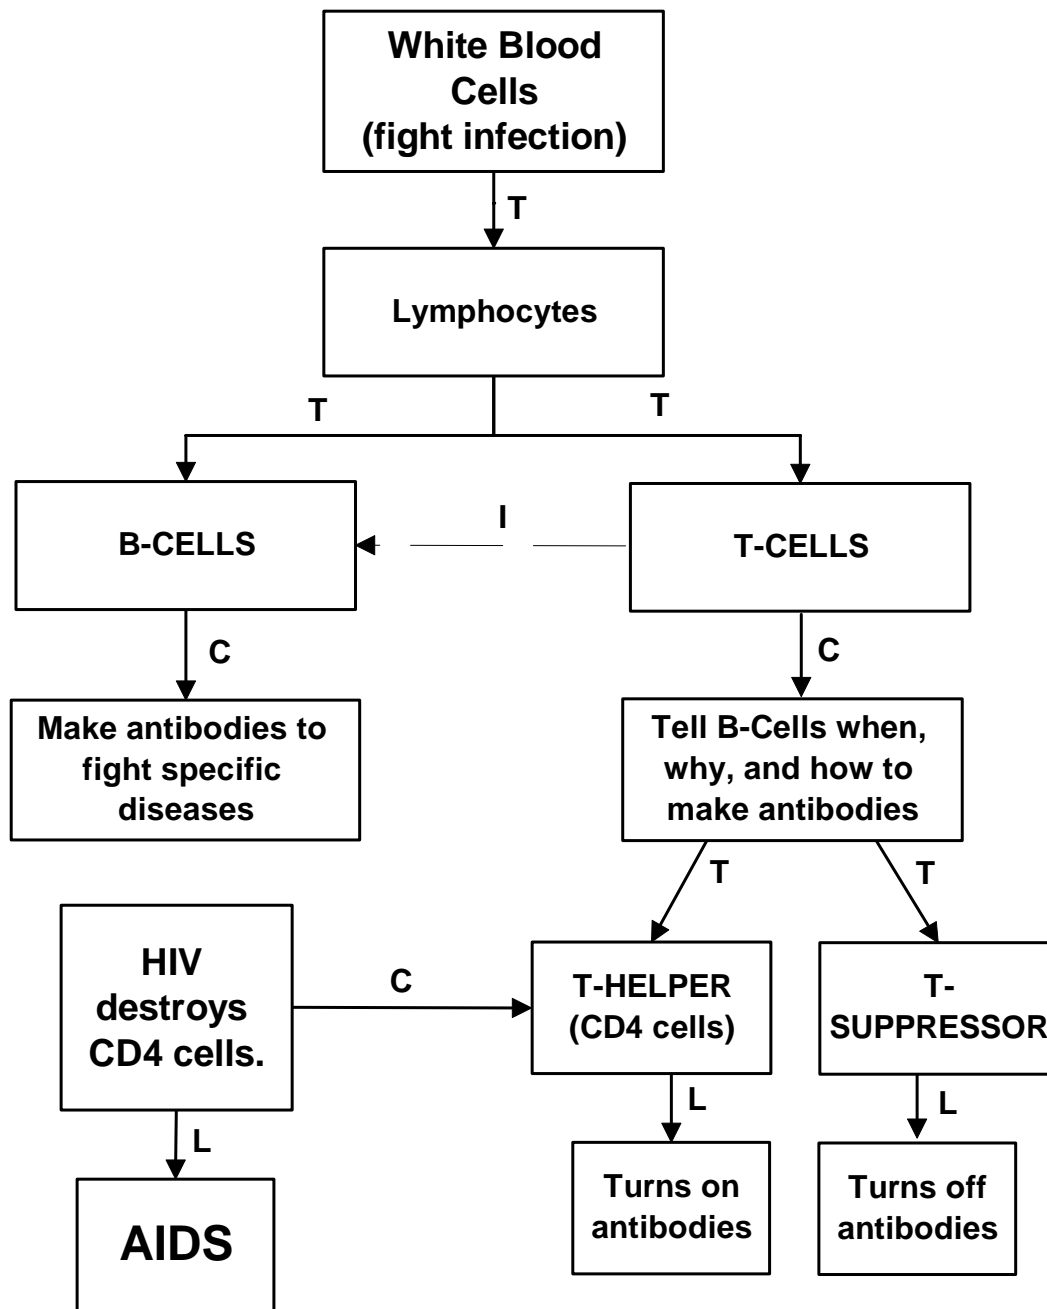 White Blood
Cells
(fight infection)
T
Lymphocytes
T
T
B-CELLS
I
T-CELLS
C
C
Make antibodies to
fight specific
diseases
Tell B-Cells when,
why, and how to
make antibodies
T
T
HIV
destroys
CD4 cells.
C
T-HELPER
(CD4 cells)
T-
SUPPRESSOR
L
L
L
AIDS
Turns on
antibodies
Turns off
antibodies